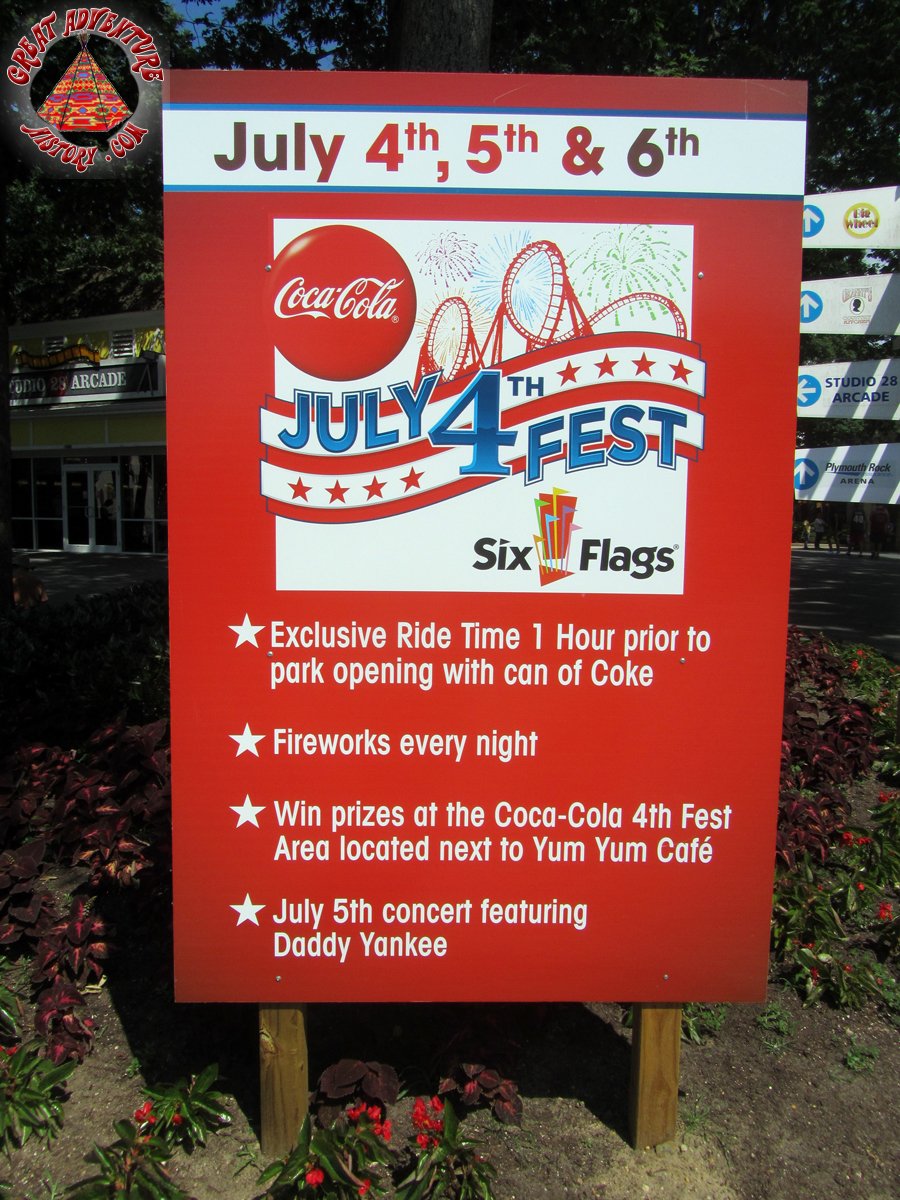 GREAT ADVENTURE
HISTORY.COM
July 4th, 5th & 6th
Coca-Cola
JULY 4TH FEST
Six Flags
Exclusive Ride Time 1 Hour prior to
park opening with can of Coke
Fireworks every night
Win prizes at the Coca-Cola 4th Fest
Area located next to Yum Yum Café
July 5th concert featuring
Daddy Yankee
STUDIO 28 ARCADE
Big
Wheel
STUDIO 28
ARCADE
Plymouth Rock
ARENA